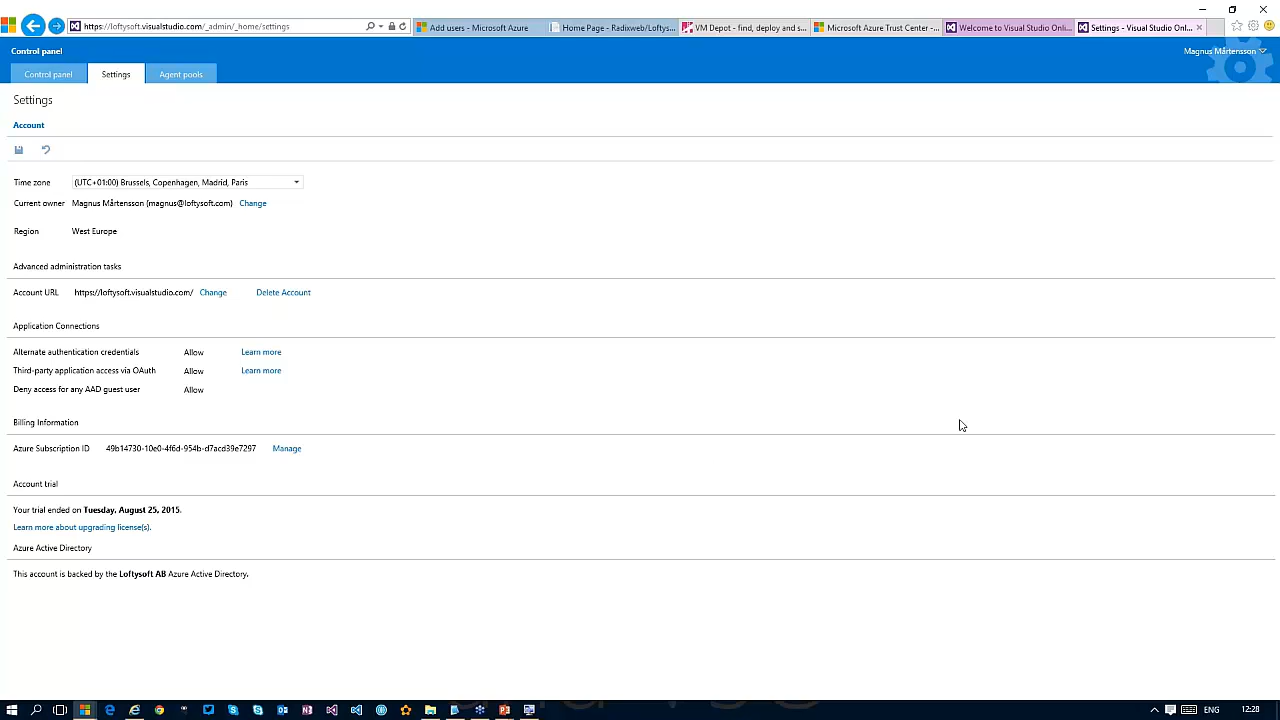 https://loftysoft.visualstudio.com/_admin/_home/settings
Add users - Microsoft Azure
Home Page - Radixweb/Loftys...
VM Depot - find, deploy and s...
Microsoft Azure Trust Center -...
Welcome to Visual Studio Onli...
Settings - Visual Studio Onl...
Control panel
Magnus Mårtensson
Control panel
Settings
Agent pools
Settings
Account
Time zone (UTC+01:00) Brussels, Copenhagen, Madrid, Paris
Current owner Magnus Mårtensson (magnus@loftysoft.com) Change
Region West Europe
Advanced administration tasks
Account URL https://loftysoft.visualstudio.com/ Change Delete Account
Application Connections
Alternate authentication credentials Allow Learn more
Third-party application access via OAuth Allow Learn more
Deny access for any AAD guest user Allow
Billing Information
Azure Subscription ID 49b14730-10e0-4f6d-954b-d7acd39e7297 Manage
Account trial
Your trial ended on Tuesday, August 25, 2015.
Learn more about upgrading license(s).
Azure Active Directory
This account is backed by the Loftysoft AB Azure Active Directory.
ENG
12:28